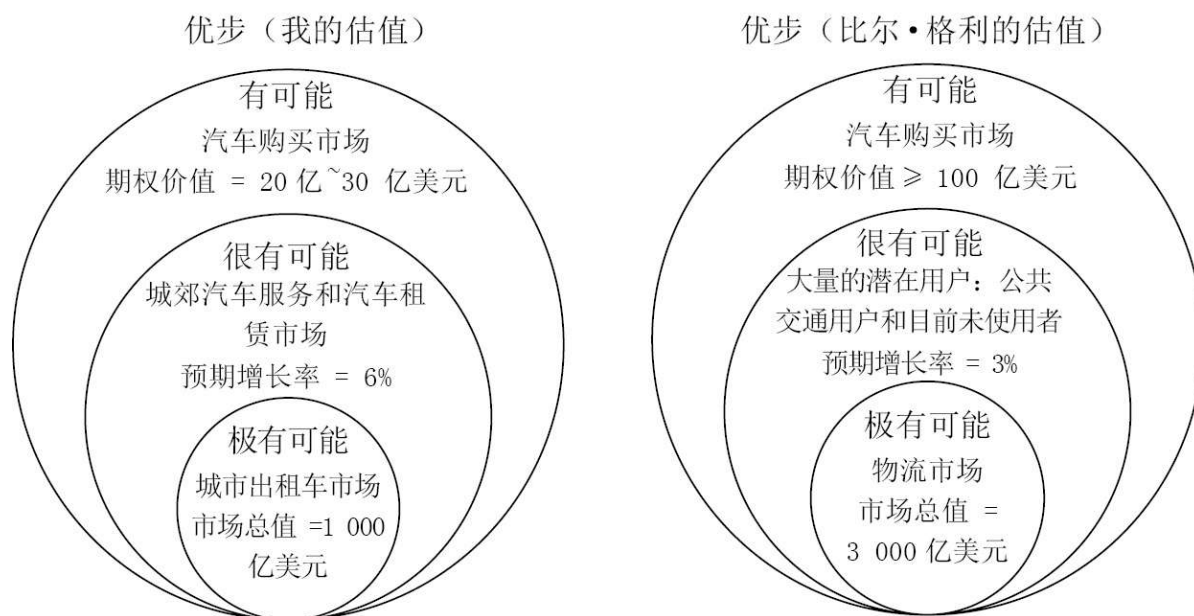 优步（我的估值）
有可能
汽车购买市场
期权价值 = 20 亿~30 亿美元
很有可能
城郊汽车服务和汽车租
赁市场
预期增长率 = 6%
极有可能
城市出租车市场
市场总值 =1 000
亿美元
优步（比尔•格利的估值）
有可能
汽车购买市场
期权价值 ≥ 100 亿美元
很有可能
大量的潜在用户：公共
交通用户和目前未使用者
预期增长率 = 3%
极有可能
物流市场
市场总值 =
3 000 亿美元